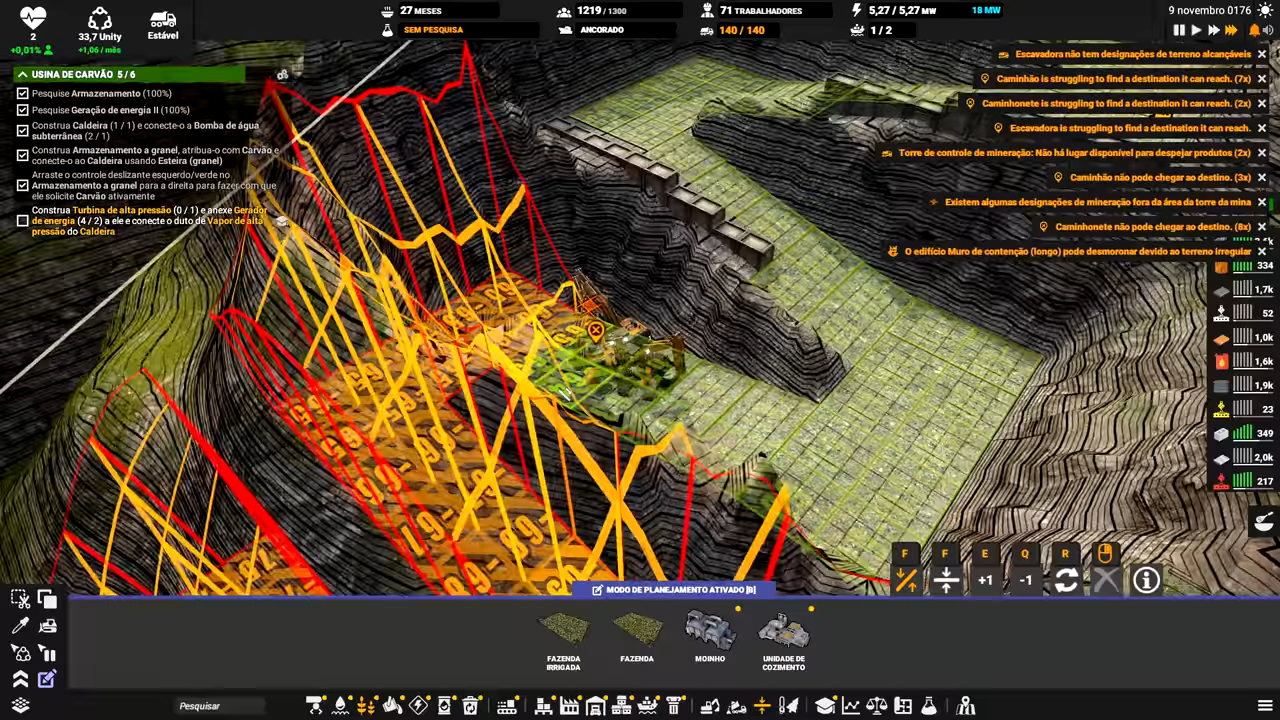 2
+0,01%
33,7 Unity
+1,06 / mês
Estável
27 MESES
SEM PESQUISA
1219 / 1300
ANCORADO
71 TRABALHADORES
140 / 140
5,27 / 5,27 MW
18 MW
1 / 2
9 novembro 0176
USINA DE CARVÃO 5 / 6
Pesquise Armazenamento (100%)
Pesquise Geração de energia II (100%)
Construa Caldeira (1 / 1) e conecte-o a Bomba de água
subterrânea (2 / 1)
Construa Armazenamento a granel, atribua-o com Carvão e
conecte-o ao Caldeira usando Esteira (granel)
Arraste o controle deslizante esquerdo/verde no
Armazenamento a granel para a direita para fazer com que
ele solicite Carvão ativamente
Construa Turbina de alta pressão (0 / 1) e anexe Gerador
de energia (4 / 2) a ele e conecte o duto de Vapor de alta
pressão do Caldeira
Escavadora não tem designações de terreno alcançáveis
Caminhão is struggling to find a destination it can reach. (7x)
Caminhonete is struggling to find a destination it can reach. (2x)
Escavadora is struggling to find a destination it can reach.
Torre de controle de mineração: Não há lugar disponível para despejar produtos (2x)
Caminhão não pode chegar ao destino. (3x)
Existem algumas designações de mineração fora da área da torre da mina
Caminhonete não pode chegar ao destino. (8x)
O edifício Muro de contenção (longo) pode desmoronar devido ao terreno irregular
334
1,7k
52
1,0k
1,6k
1,9k
23
349
2,0k
217
F
F
E
Q
R
+1
-1
MODO DE PLANEJAMENTO ATIVADO [B]
FAZENDA
IRRIGADA
FAZENDA
MOINHO
UNIDADE DE
COZIMENTO
Pesquisar